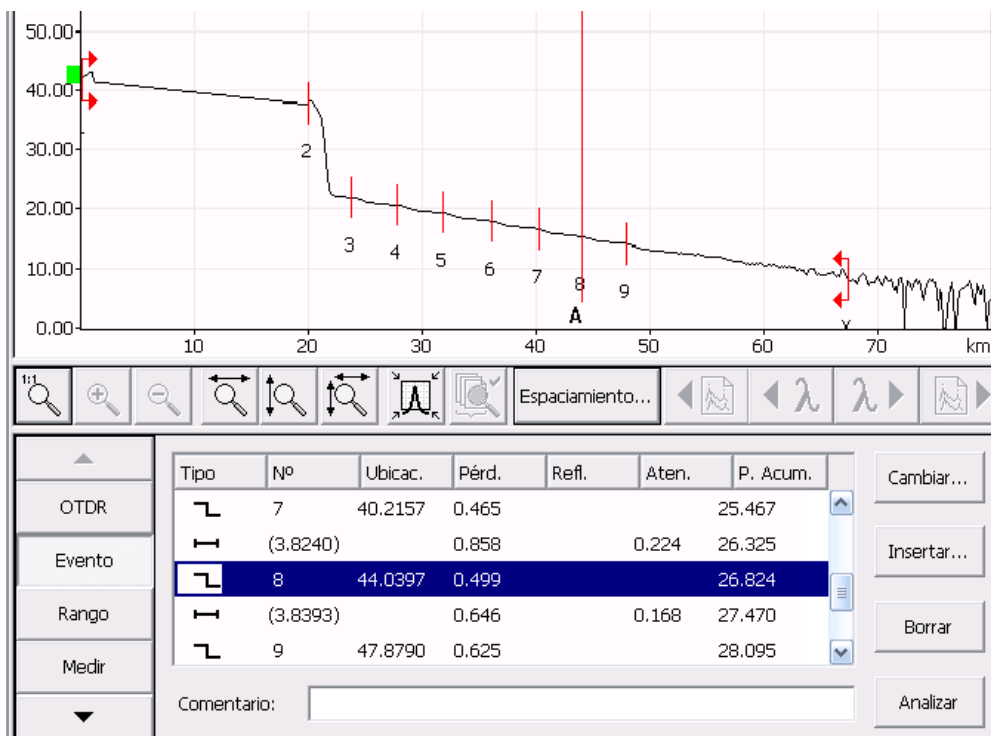 50.00
40.00
30.00
20.00
10.00
0.00
2
3
4
5
6
7
8
9
A
10 20 30 40 50 60 70 km
Y
1:1
Espaciamiento...
λ λ
OTDR
Evento
Rango
Medir
Tipo Nº Ubicac. Pérd. Refl. Aten. P. Acum.
7 40.2157 0.465 25.467
(3.8240) 0.858 0.224 26.325
8 44.0397 0.499 26.824
(3.8393) 0.646 0.168 27.470
9 47.8790 0.625 28.095
Comentario:
Cambiar...
Insertar...
Borrar
Analizar